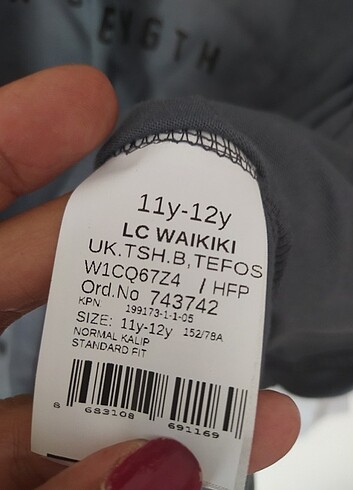 ENGTH
11y-12y
LC WAIKIKI
UK.TSH.B,TEFOS
W1CQ67Z4 / HFP
Ord.No 743742
KPN 199173-1-1-05
SIZE: 11y-12y 152/78A
NORMAL KALIP
STANDARD FIT
8 683108 691169